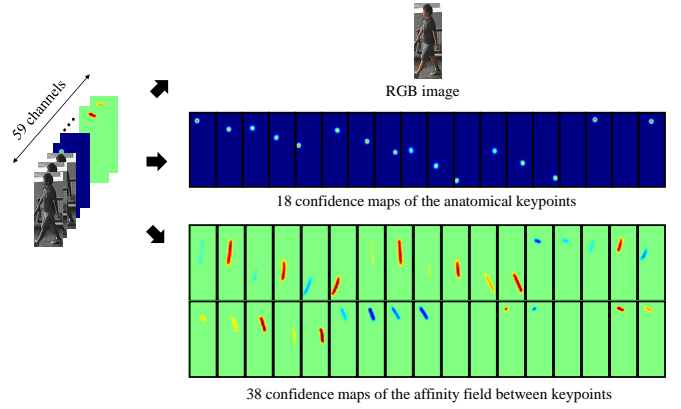 RGB image
59 channels
18 confidence maps of the anatomical keypoints
38 confidence maps of the affinity field between keypoints